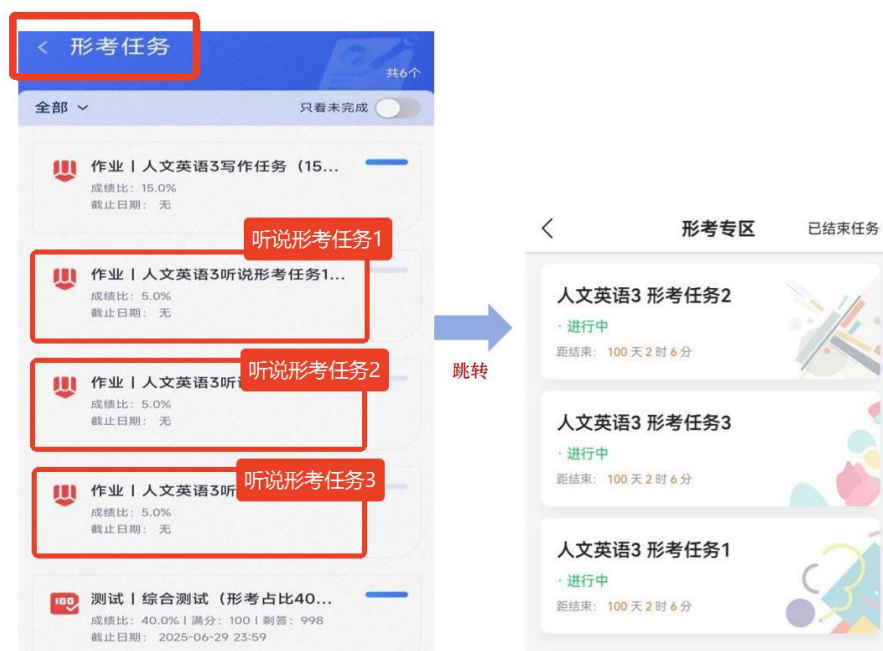 形考任务
共6个
全部
只看未完成
作业丨人文英语3写作任务（15...
成绩比：15.0%
截止日期： 无
听说形考任务1
作业丨人文英语3听说形考任务1...
成绩比：5.0%
截止日期： 无
听说形考任务2
作业丨人文英语3听
成绩比：5.0%
截止日期： 无
听说形考任务3
作业丨人文英语3听
成绩比：5.0%
截止日期： 无
100
测试丨综合测试（形考占比40...
成绩比：40.0%丨满分：100丨剩答：998
截止日期： 2025-06-29 23:59
跳转
形考专区
已结束任务
人文英语3 形考任务2
· 进行中
距结束： 100 天 2 时 6 分
人文英语3 形考任务3
· 进行中
距结束： 100 天 2 时 6 分
人文英语3 形考任务1
· 进行中
距结束： 100 天 2 时 6 分